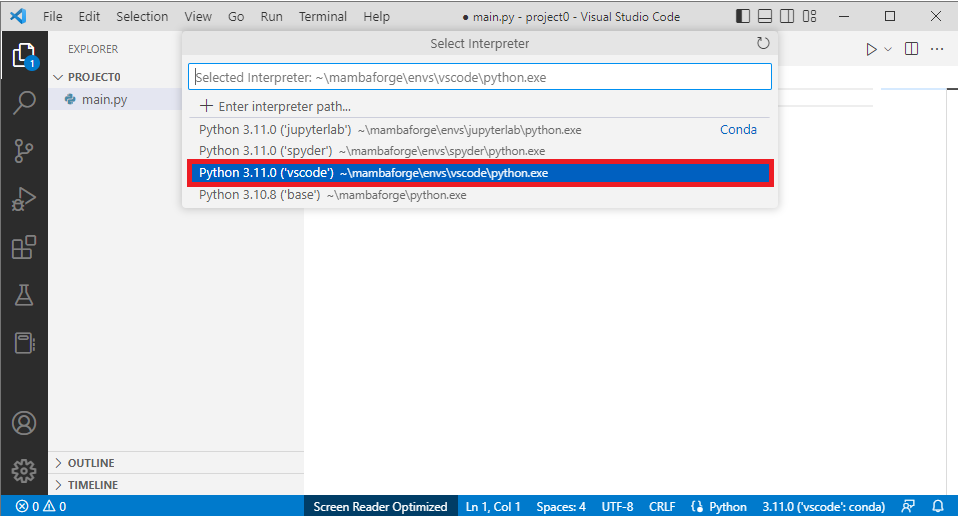 File Edit Selection View Go Run Terminal Help ● main.py - project0 - Visual Studio Code
EXPLORER
PROJECT0
main.py
1
Select Interpreter
Selected Interpreter: ~\mambaforge\envs\vscode\python.exe
+ Enter interpreter path...
Python 3.11.0 ('jupyterlab') ~\mambaforge\envs\jupyterlab\python.exe Conda
Python 3.11.0 ('spyder') ~\mambaforge\envs\spyder\python.exe
Python 3.11.0 ('vscode') ~\mambaforge\envs\vscode\python.exe
Python 3.10.8 ('base') ~\mambaforge\python.exe
OUTLINE
TIMELINE
0 0 Screen Reader Optimized Ln 1, Col 1 Spaces: 4 UTF-8 CRLF Python 3.11.0 ('vscode': conda)